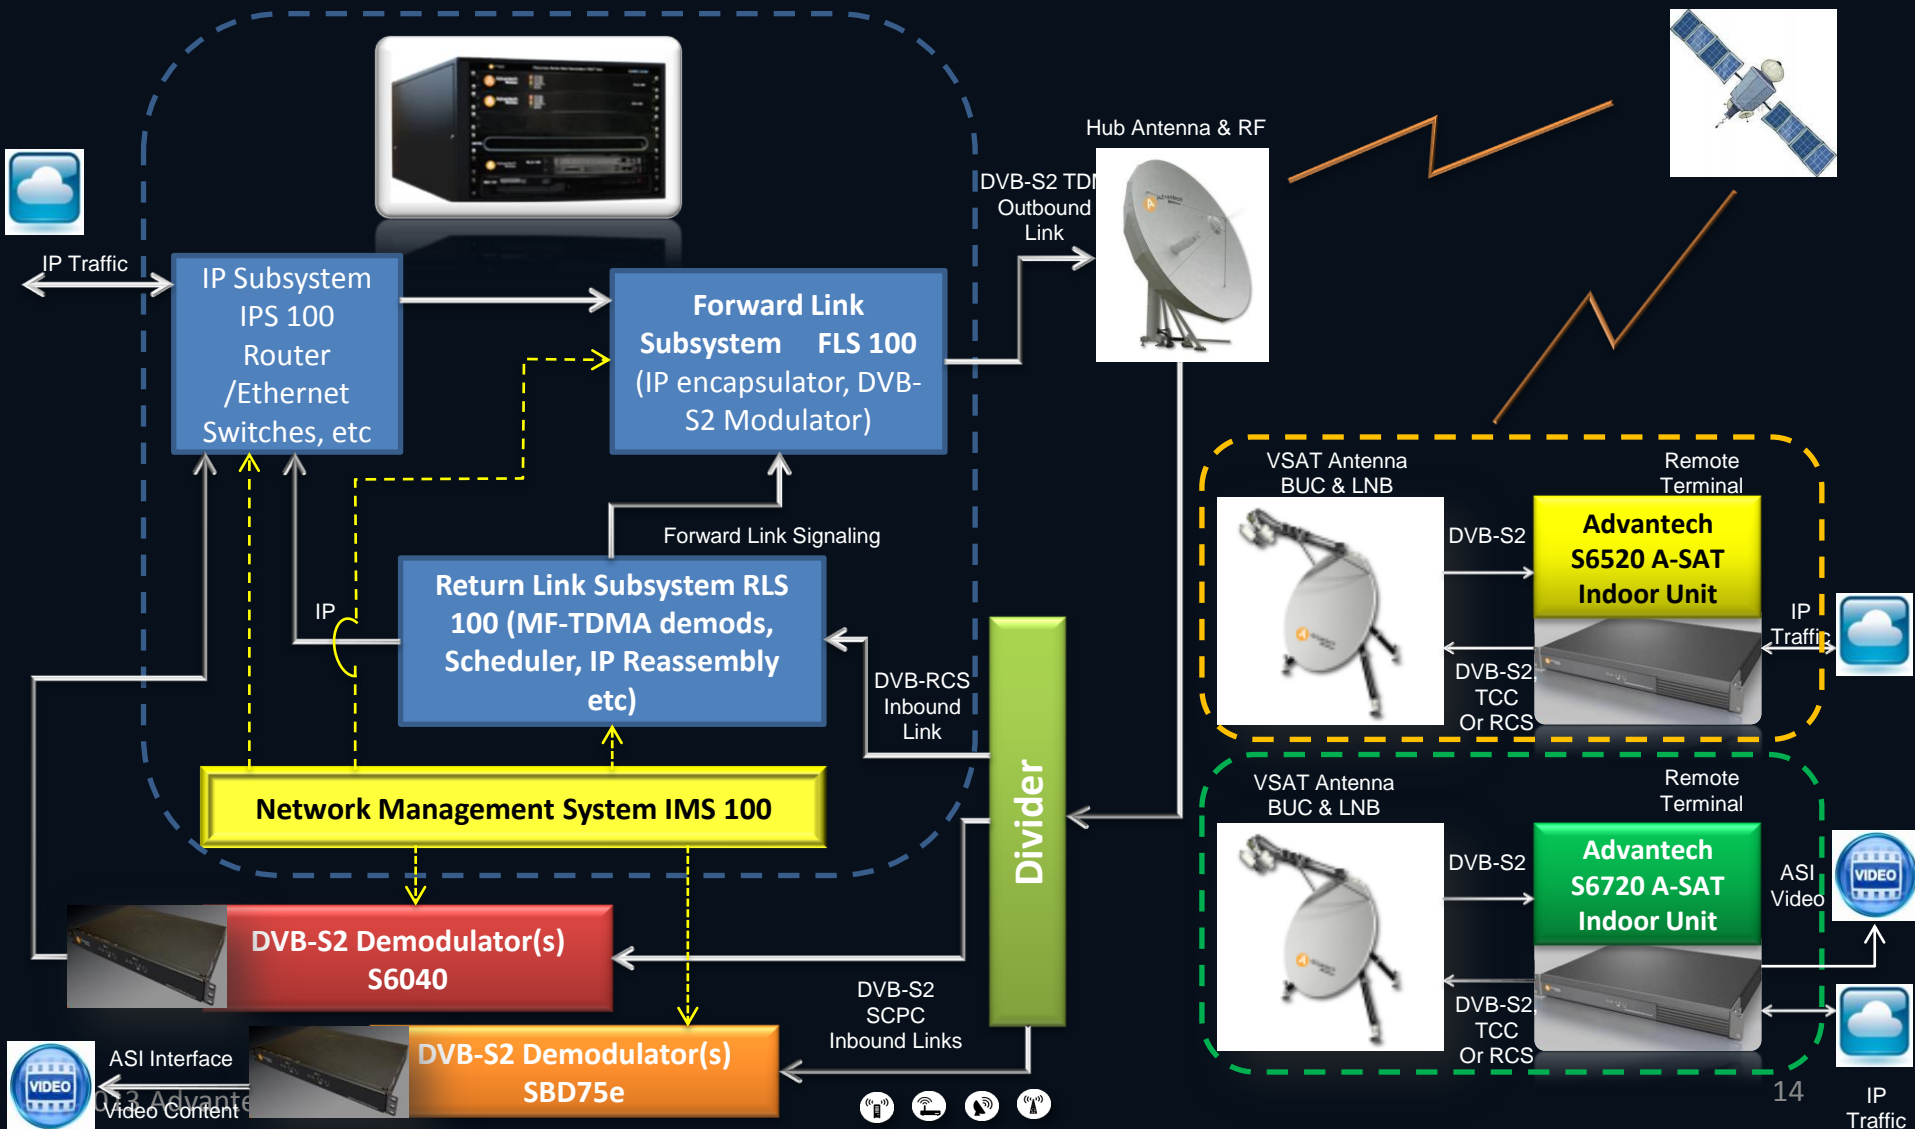 Hub Antenna & RF
DVB-S2 TDM
Outbound
Link
IP Traffic
IP Subsystem
IPS 100
Router
/Ethernet
Switches, etc
Forward Link
Subsystem FLS 100
(IP encapsulator, DVB-
S2 Modulator)
Forward Link Signaling
IP
Return Link Subsystem RLS
100 (MF-TDMA demods,
Scheduler, IP Reassembly
etc)
DVB-RCS
Inbound
Link
Network Management System IMS 100
Divider
DVB-S2 Demodulator(s)
S6040
DVB-S2
SCPC
Inbound Links
DVB-S2 Demodulator(s)
SBD75e
ASI Interface
VIDEO
Video Content
VSAT Antenna
BUC & LNB
Remote
Terminal
DVB-S2
Advantech
S6520 A-SAT
Indoor Unit
IP
Traffic
DVB-S2,
TCC
Or RCS
VSAT Antenna
BUC & LNB
Remote
Terminal
DVB-S2
Advantech
S6720 A-SAT
Indoor Unit
ASI
Video
VIDEO
DVB-S2,
TCC
Or RCS
14
IP
Traffic